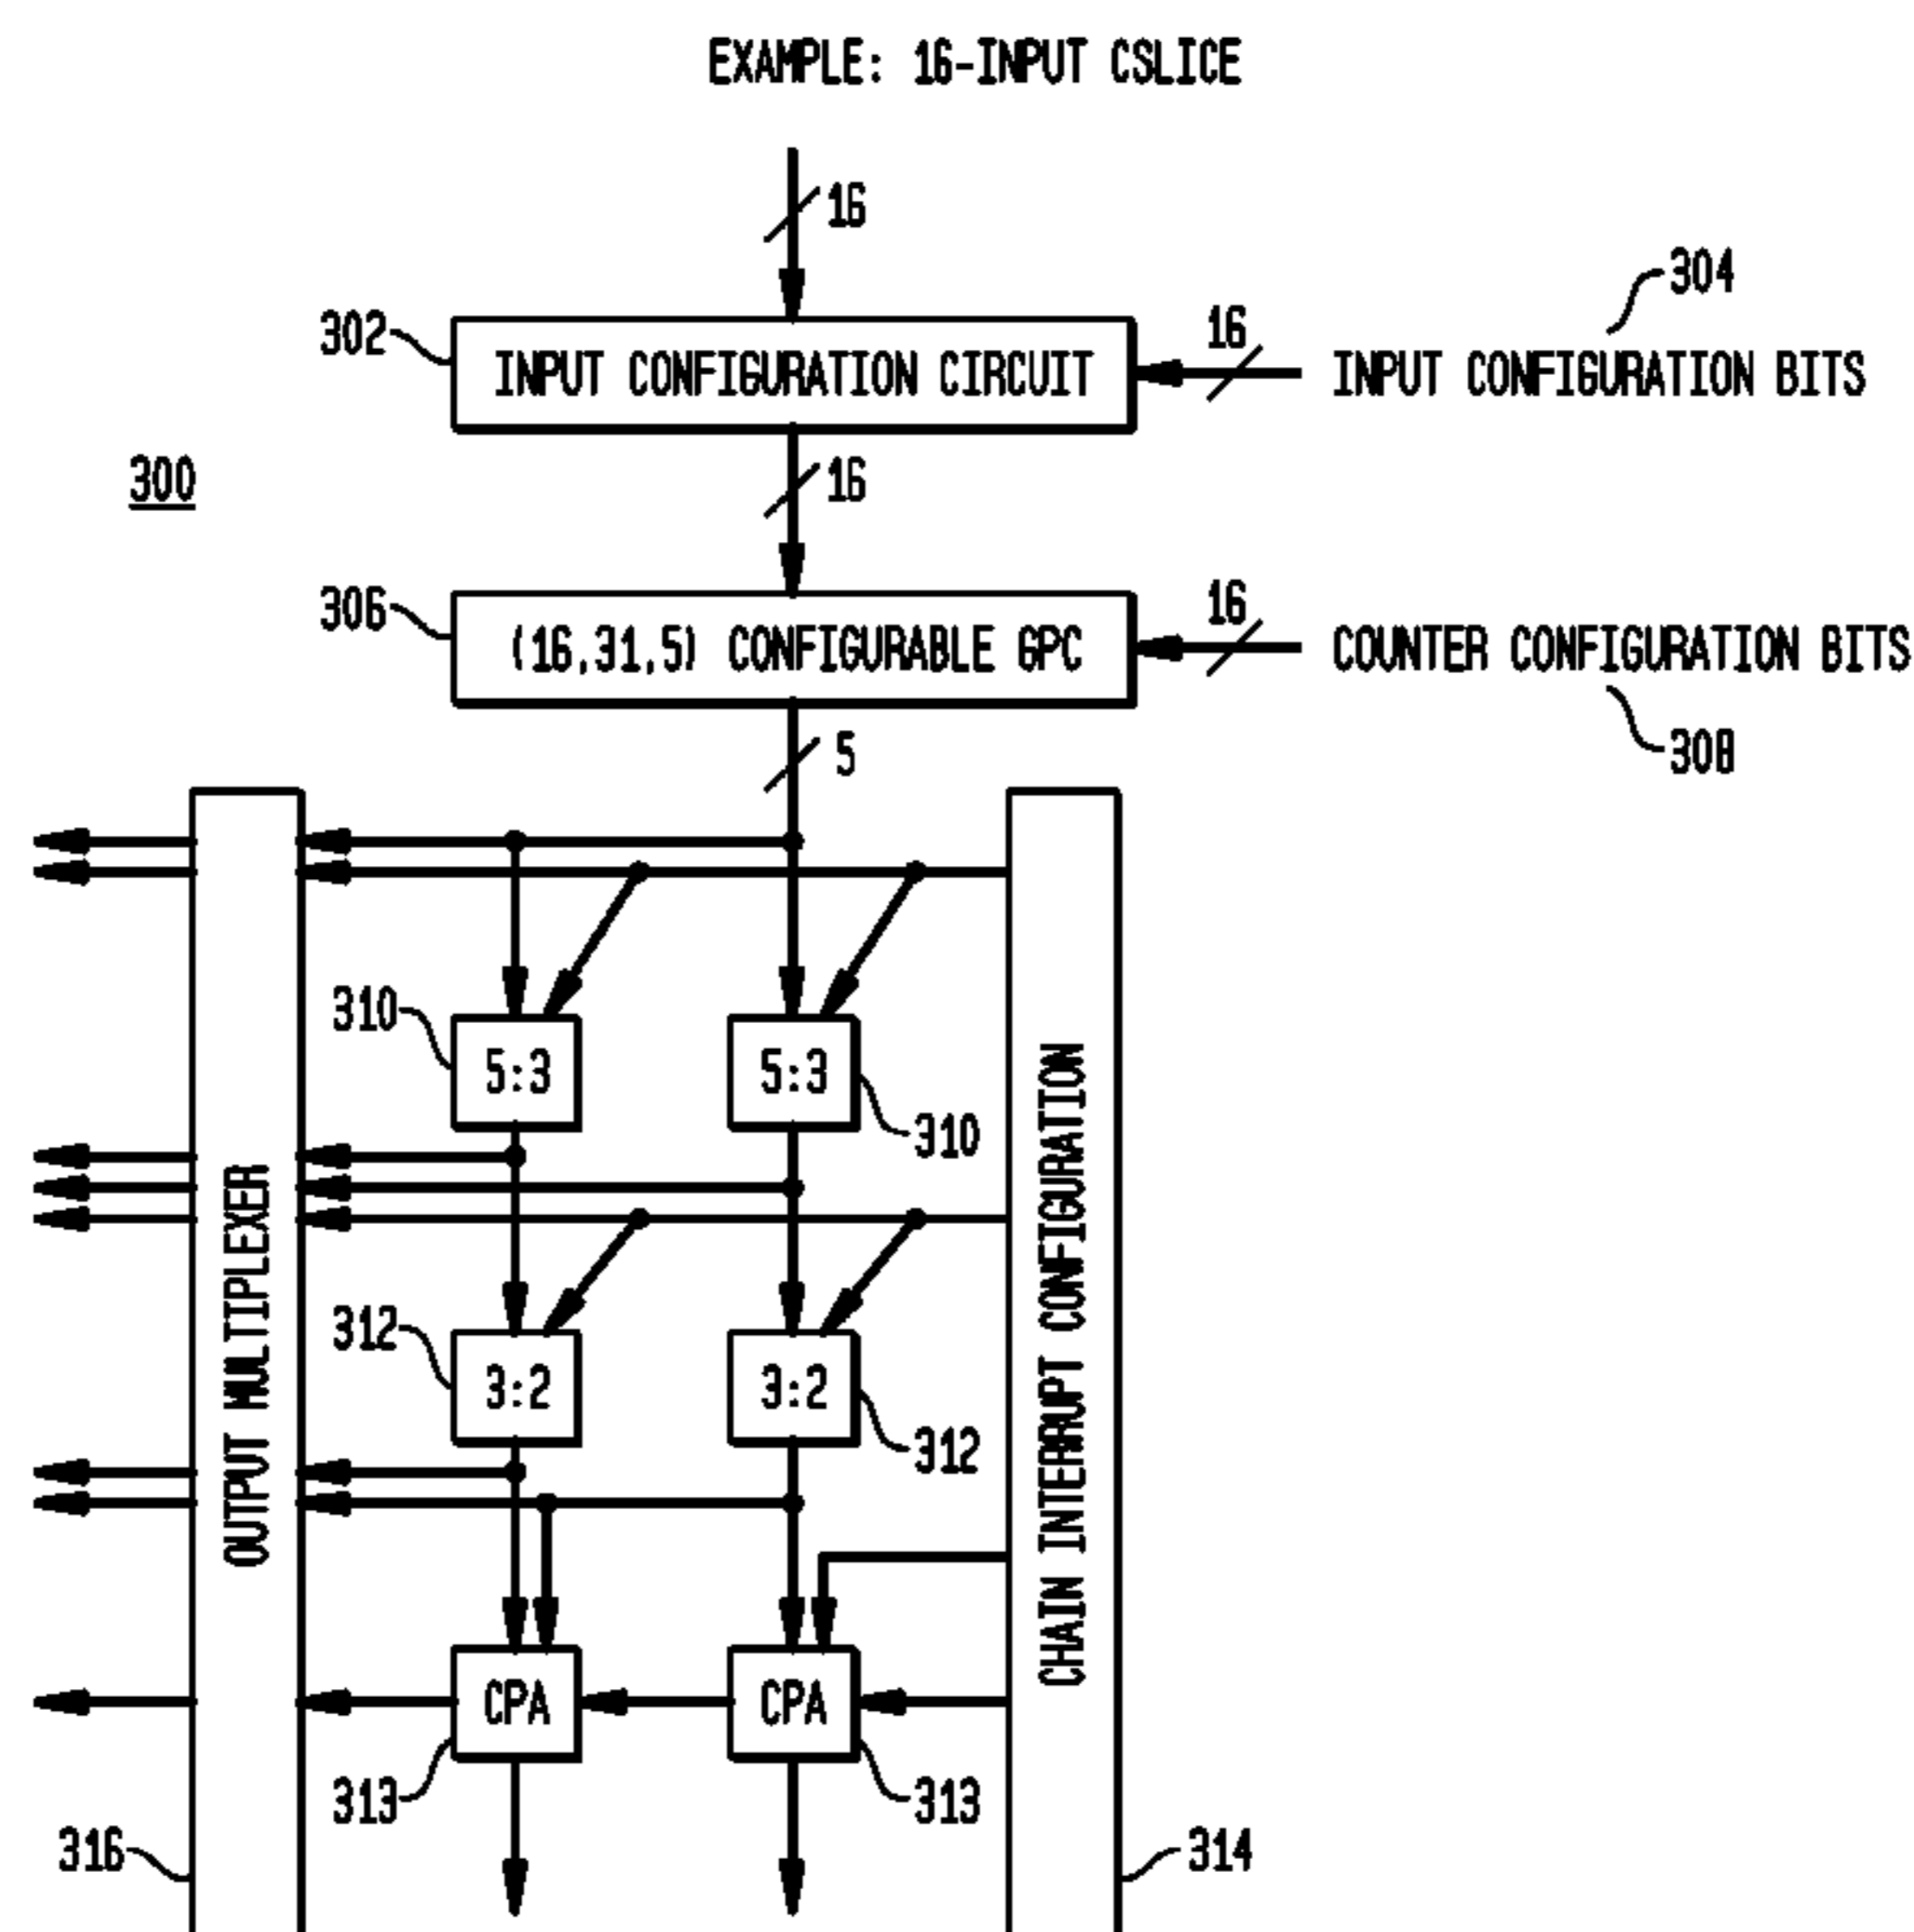 EXAMPLE: 16-INPUT CSLICE
16
304
302
INPUT CONFIGURATION CIRCUIT
16
INPUT CONFIGURATION BITS
300
16
306
(16,31,5) CONFIGURABLE GPC
16
COUNTER CONFIGURATION BITS
308
5
310
5:3
5:3
310
OUTPUT MULTIPLEXER
CHAIN INTERRUPT CONFIGURATION
312
3:2
3:2
312
CPA
CPA
313
313
316
314